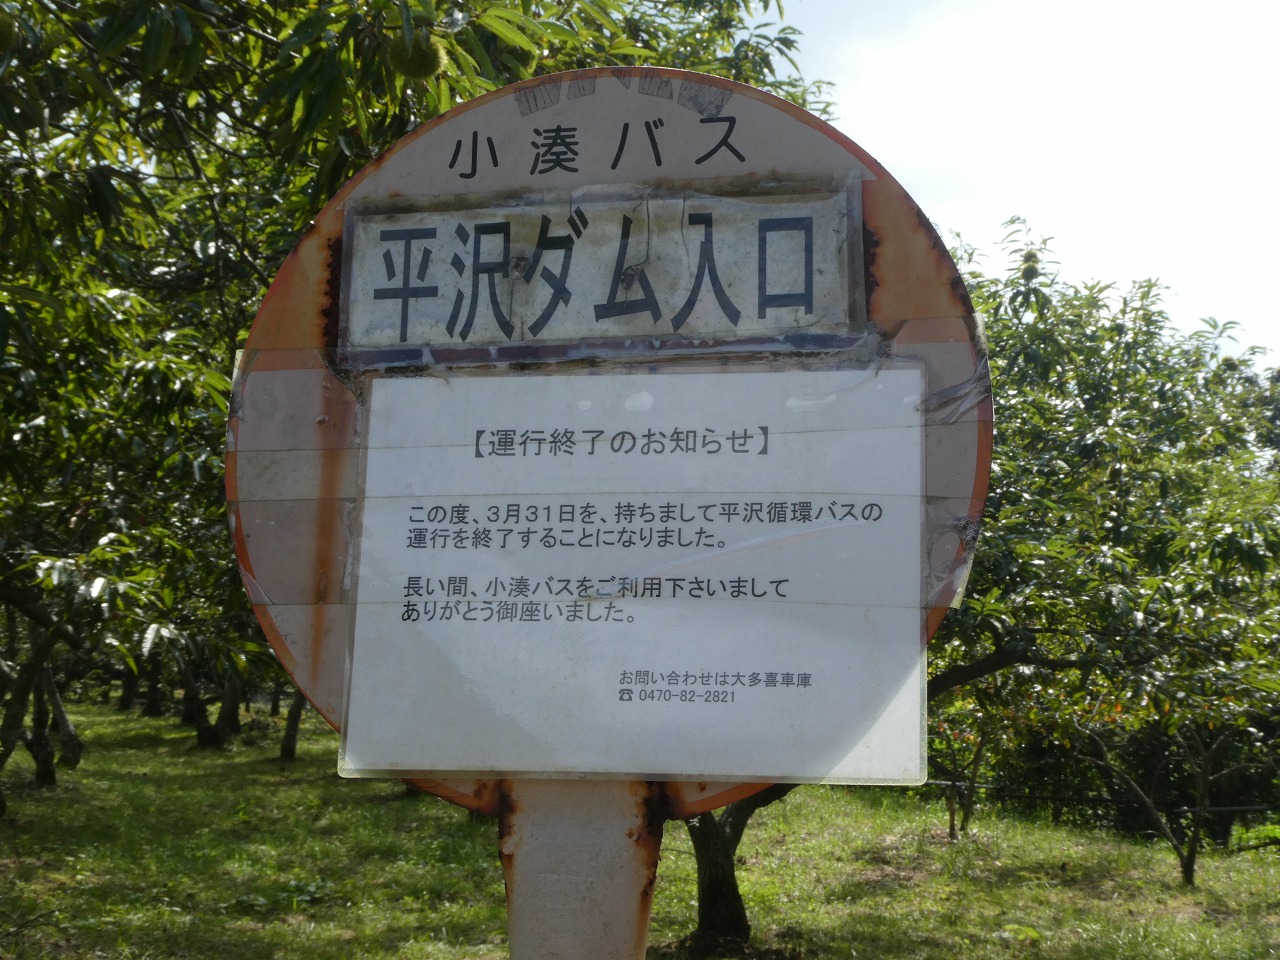 小湊バス
平沢ダム入口
【運行終了のお知らせ】
この度、３月３１日を、持ちまして平沢循環バスの
運行を終了することになりました。
長い間、小湊バスをご利用下さいまして
ありがとう御座いました。
お問い合わせは大多喜車庫
☎ 0470-82-2821